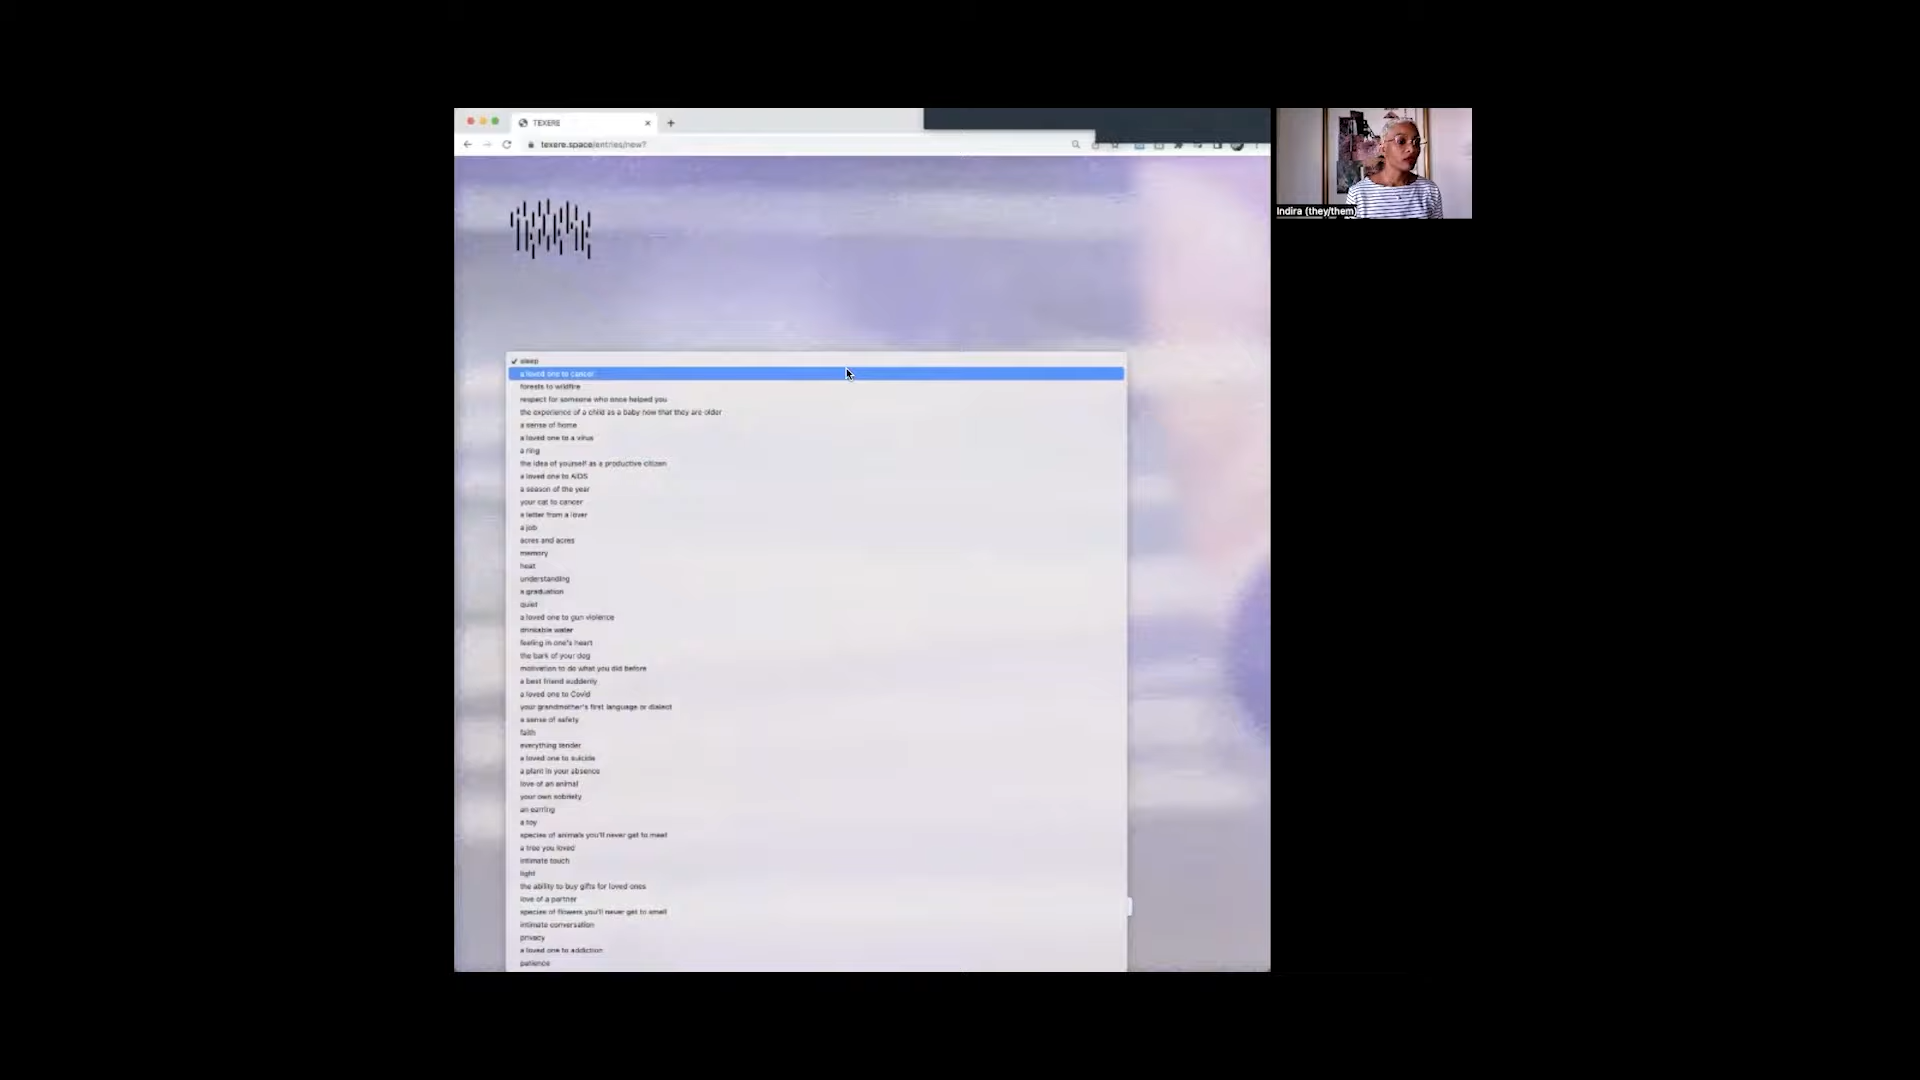 TEXERE
texere.space/entries/new?
sleep
a loved one to cancer
forests to wildfire
respect for someone who once helped you
the experience of a child as a baby now that they are older
a sense of home
a loved one to a virus
a ring
the idea of yourself as a productive citizen
a loved one to AIDS
a season of the year
your cat to cancer
a letter from a lover
a job
acres and acres
memory
heat
understanding
a graduation
quiet
a loved one to gun violence
drinkable water
feeling in one's heart
the bark of your dog
motivation to do what you did before
a best friend suddenly
a loved one to Covid
your grandmother's first language or dialect
a sense of safety
faith
everything tender
a loved one to suicide
a plant in your absence
love of an animal
your own sobriety
an earring
a toy
species of animals you'll never get to meet
a tree you loved
intimate touch
light
the ability to buy gifts for loved ones
love of a partner
species of flowers you'll never get to smell
intimate conversation
privacy
a loved one to addiction
patience
Indira (they/them)